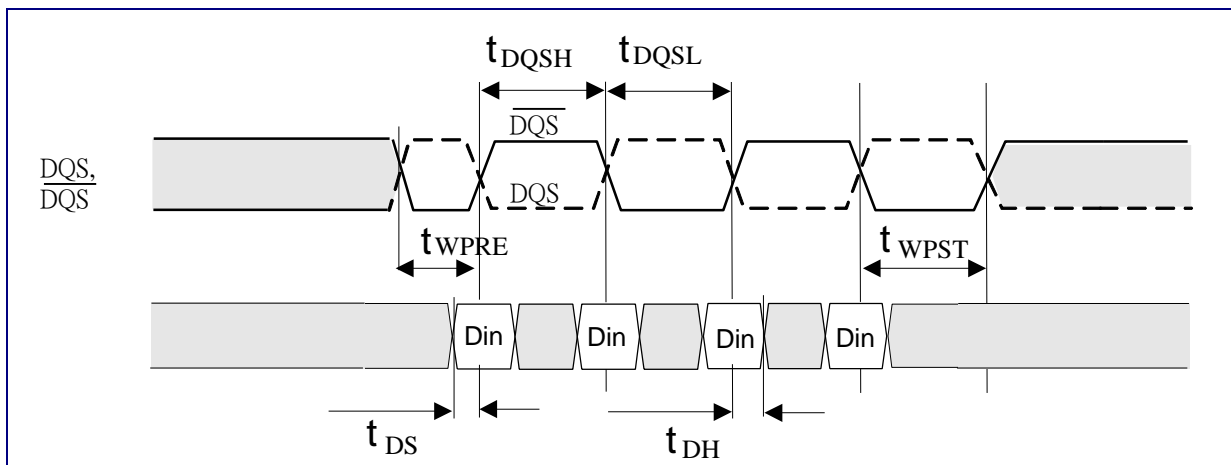 tDQSH tDQSL
DQS
DQS,
DQS
DQS
tWPRE
tWPST
Din Din Din Din
tDS
tDH